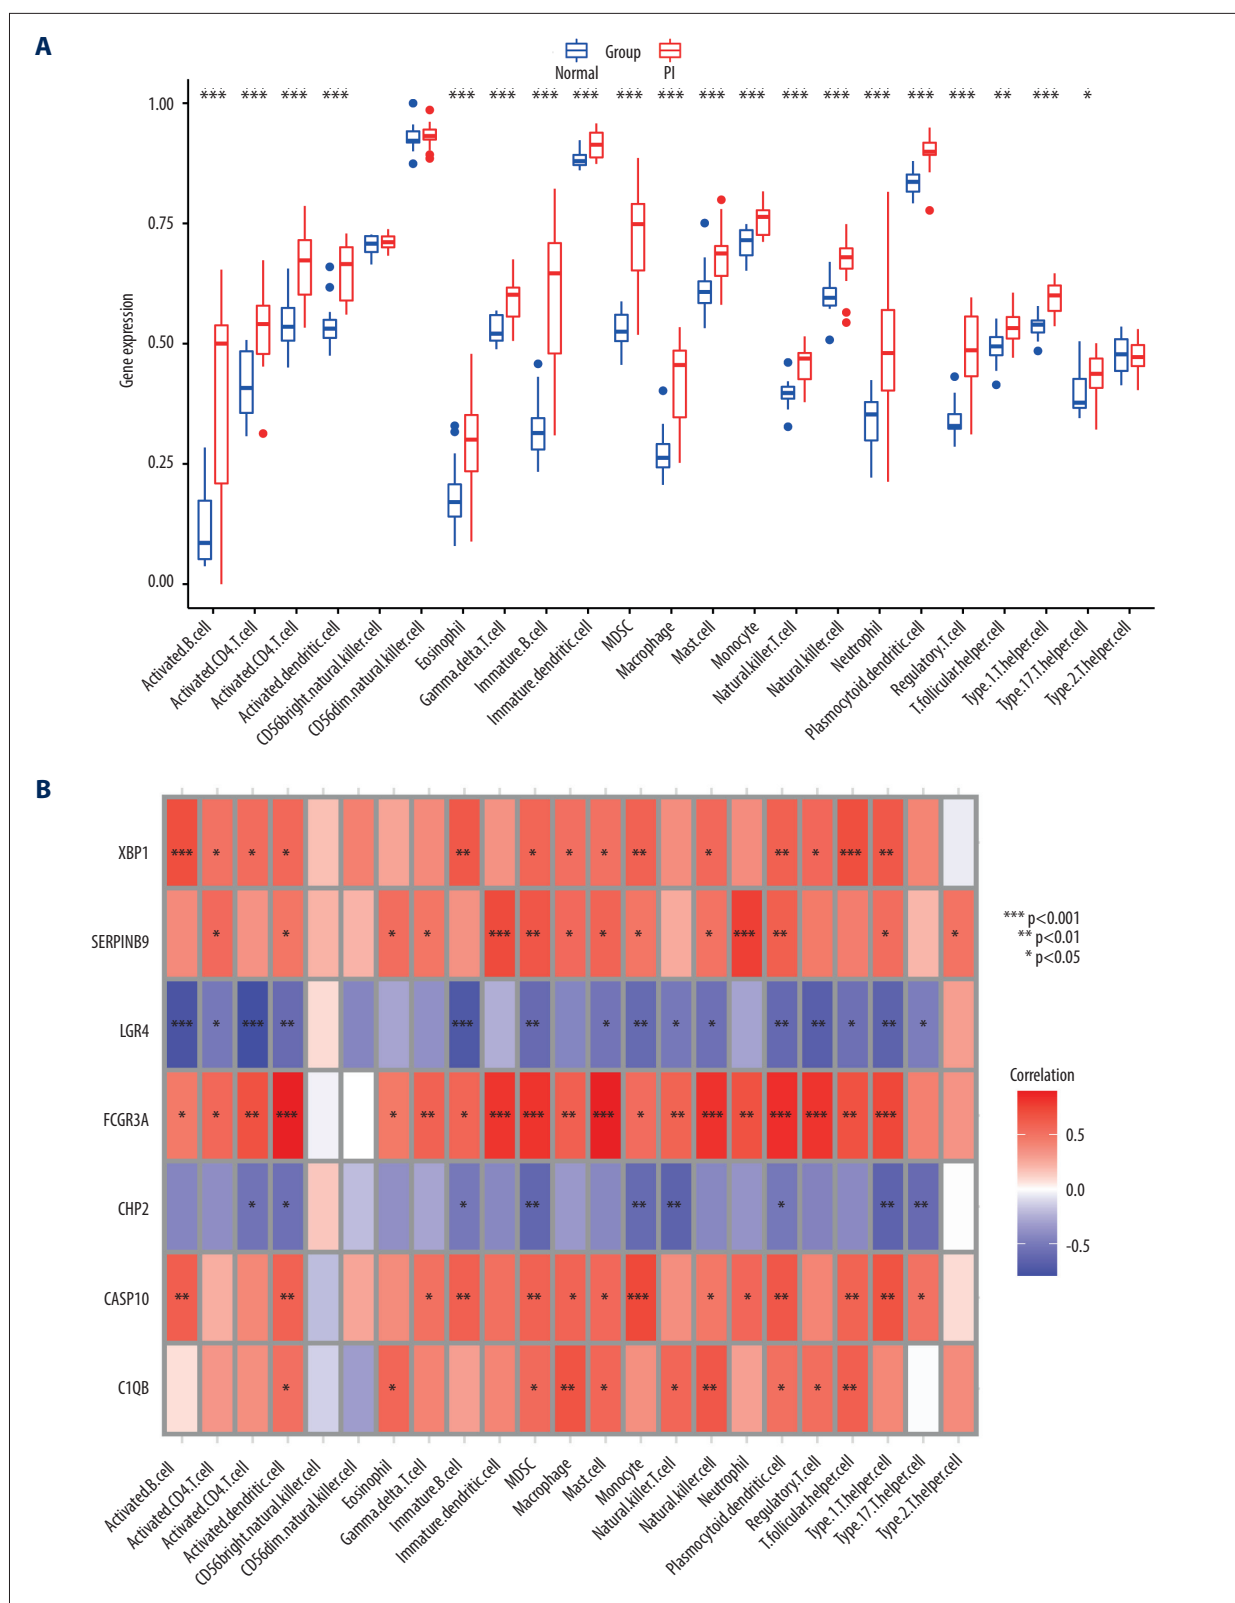 A
Group
Normal PI
*** *** *** *** *** *** *** *** *** *** *** *** *** *** *** *** *** ** *** *
Gene expression
1.00
0.75
0.50
0.25
0.00
Activated.B.cell
Activated.CD4.T.cell
Activated.CD4.T.cell
Activated.dendritic.cell
CD56bright.natural.killer.cell
CD56dim.natural.killer.cell
Eosinophil
Gamma.delta.T.cell
Immature.B.cell
Immature.dendritic.cell
MDSC
Macrophage
Mast.cell
Monocyte
Natural.killer.T.cell
Natural.killer.cell
Neutrophil
Plasmocytoid.dendritic.cell
Regulatory.T.cell
T.follicular.helper.cell
Type.1.T.helper.cell
Type.17.T.helper.cell
Type.2.T.helper.cell
B
XBP1 *** * * * ** * * * ** * ** * *** **
SERPINB9 * * * * *** ** * * * * *** ** * *
LGR4 *** * *** ** *** ** * ** * * ** ** * ** *
FCGR3A * * ** *** * ** * *** *** ** *** * ** *** ** *** *** ** ***
CHP2 * * * ** ** ** * ** **
CASP10 ** ** * ** ** * * *** * * ** ** ** *
C1QB * * * ** * * ** * * **
*** p<0.001
** p<0.01
* p<0.05
Correlation
0.5
0.0
-0.5
Activated.B.cell
Activated.CD4.T.cell
Activated.CD4.T.cell
Activated.dendritic.cell
CD56bright.natural.killer.cell
CD56dim.natural.killer.cell
Eosinophil
Gamma.delta.T.cell
Immature.B.cell
Immature.dendritic.cell
MDSC
Macrophage
Mast.cell
Monocyte
Natural.killer.T.cell
Natural.killer.cell
Neutrophil
Plasmocytoid.dendritic.cell
Regulatory.T.cell
T.follicular.helper.cell
Type.1.T.helper.cell
Type.17.T.helper.cell
Type.2.T.helper.cell